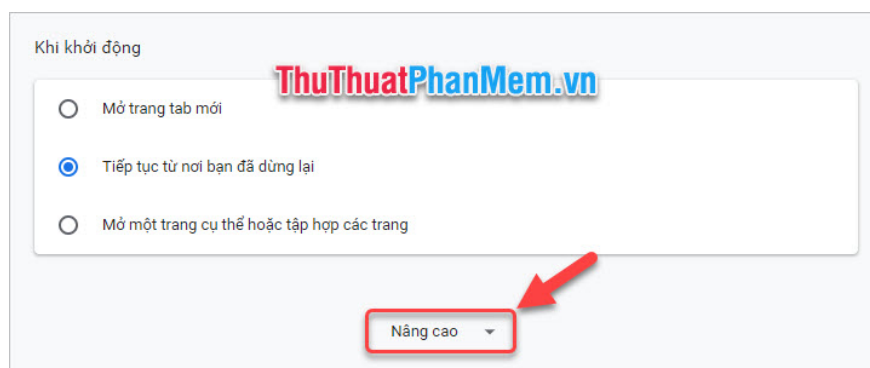 Khi khởi động
ThuThuatPhanMem.vn
Mở trang tab mới
Tiếp tục từ nơi bạn đã dừng lại
Mở một trang cụ thể hoặc tập hợp các trang
Nâng cao